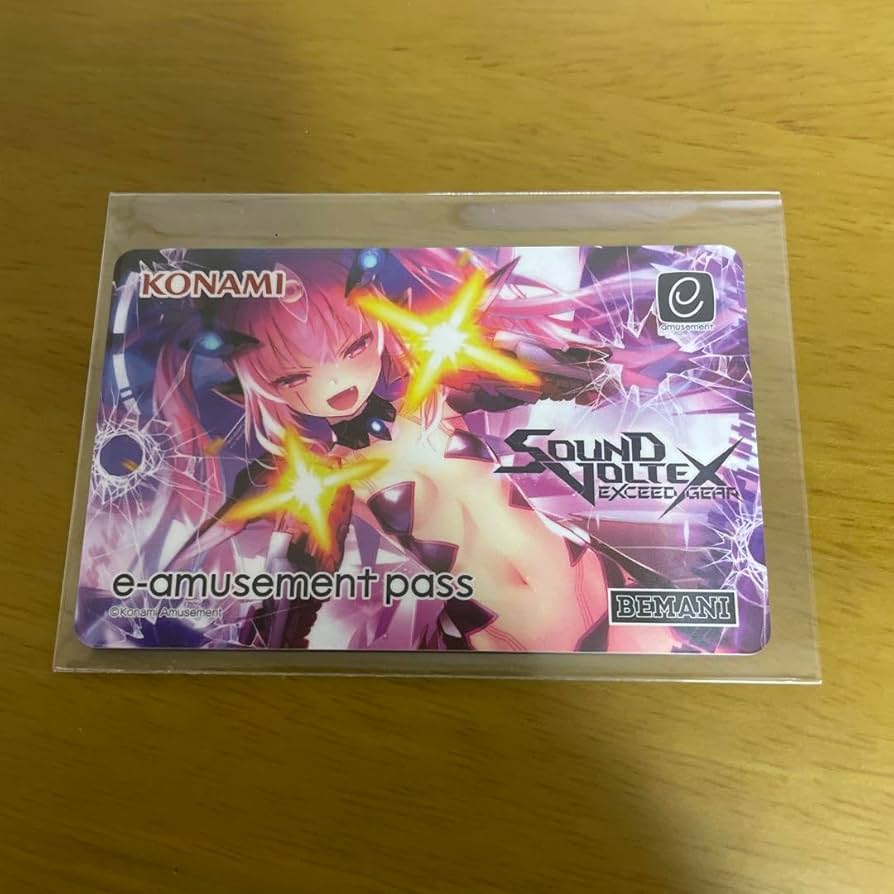 KONAMI
e
amusement
SOUND
VOLTEX
EXCEED GEAR
e-amusement pass
©Konami Amusement
BEMANI